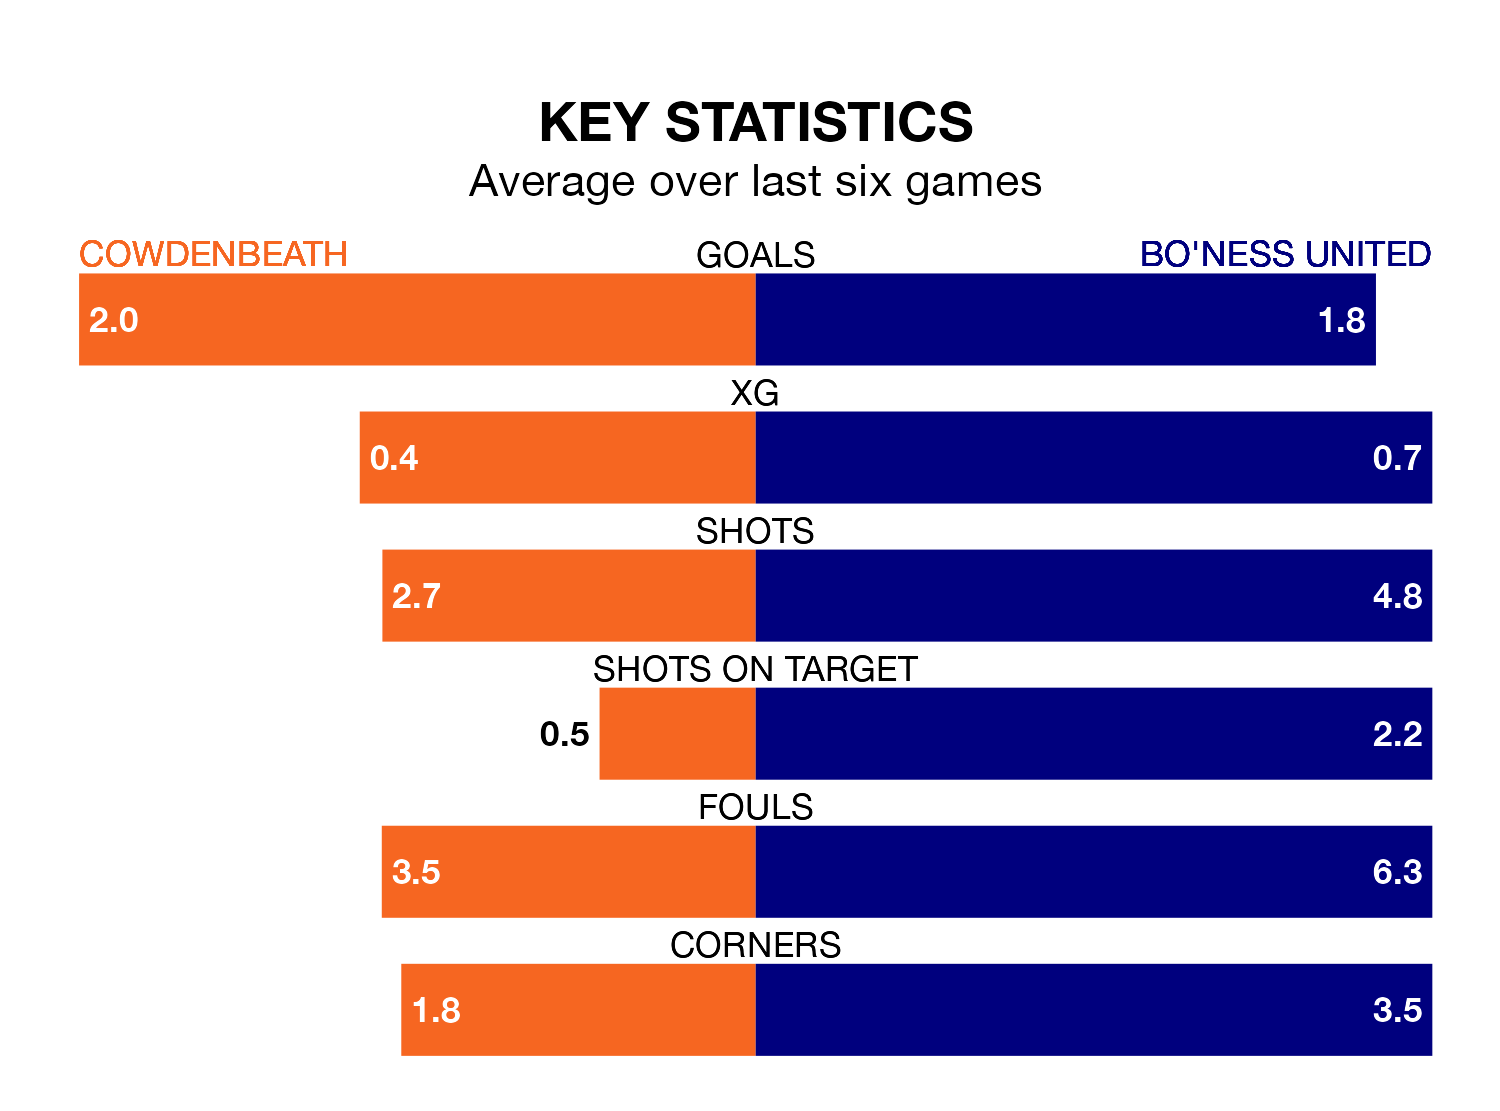 KEY STATISTICS
Average over last six games
COWDENBEATH GOALS BO'NESS UNITED
2.0 1.8
XG
0.4 0.7
SHOTS
2.7 4.8
SHOTS ON TARGET
0.5 2.2
FOULS
3.5 6.3
CORNERS
1.8 3.5